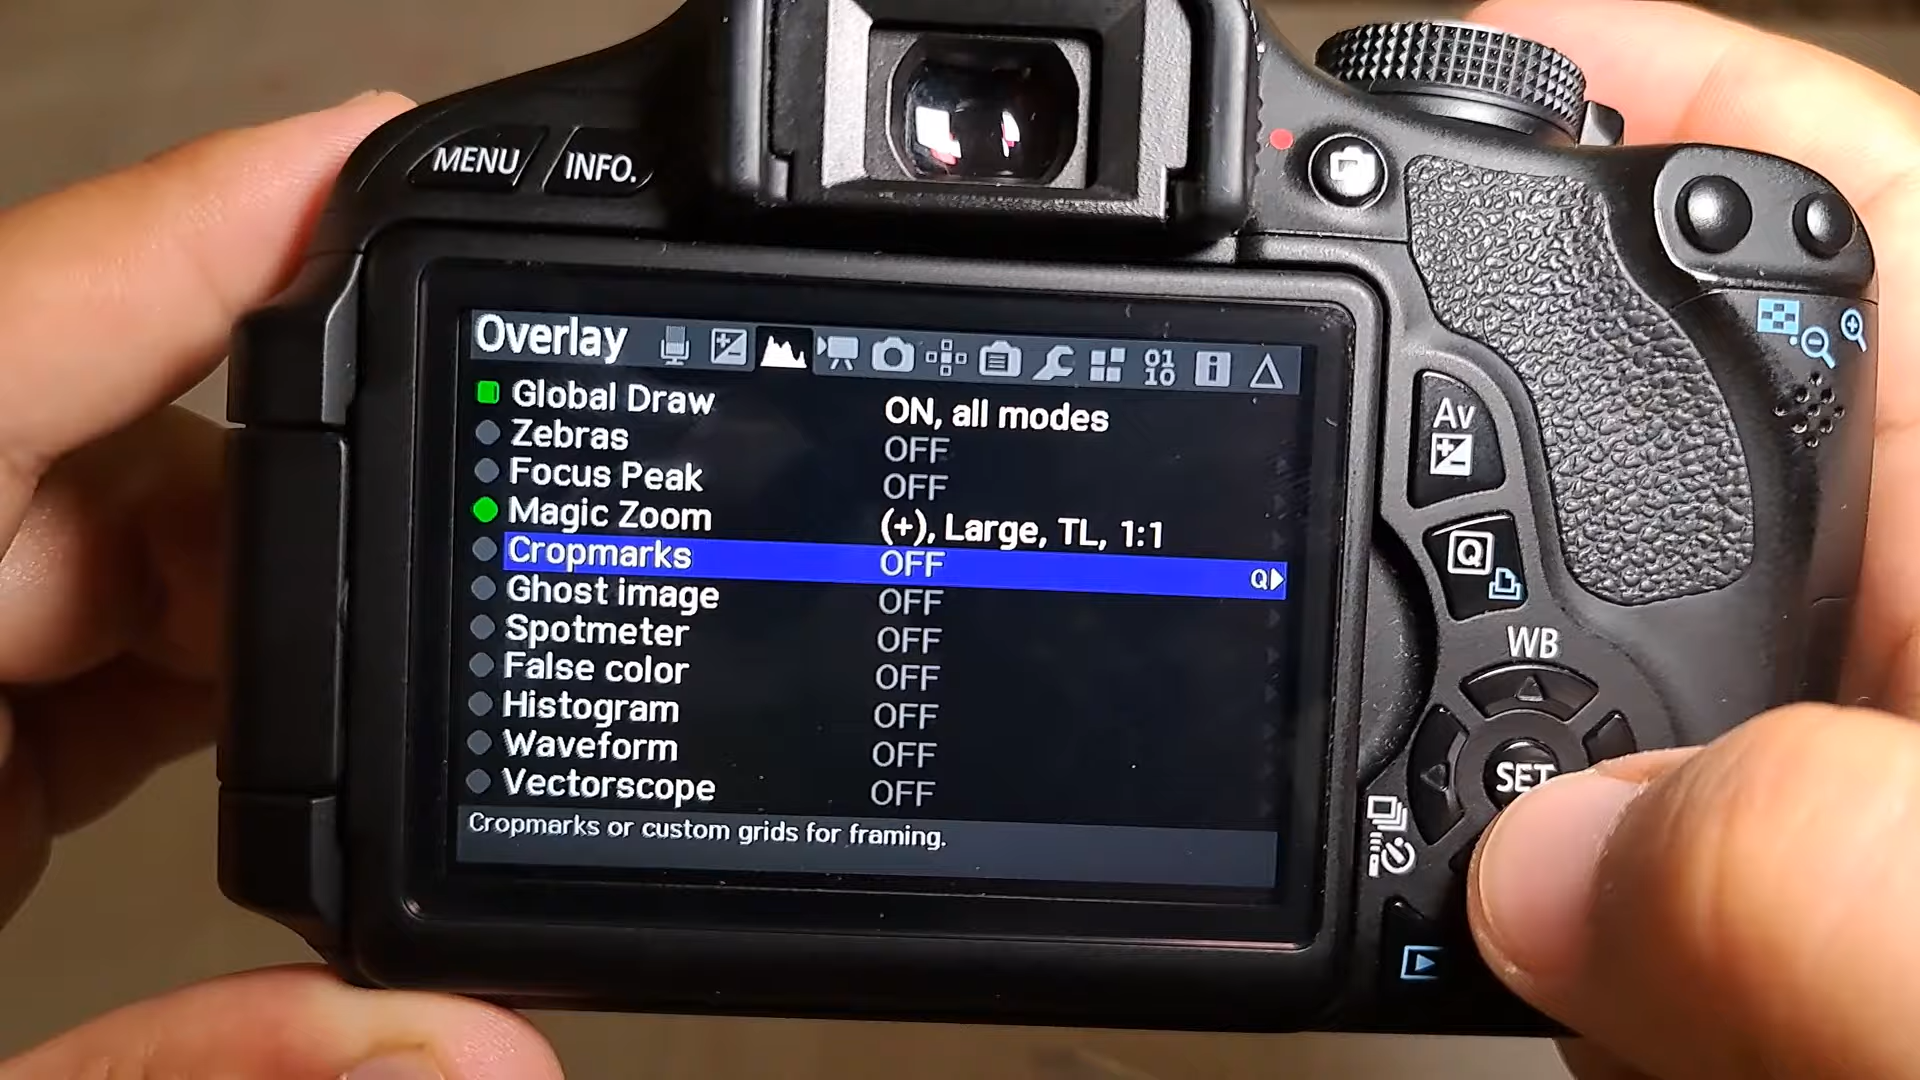 MENU INFO.
Overlay
Global Draw ON, all modes
Zebras OFF
Focus Peak OFF
Magic Zoom (+), Large, TL, 1:1
Cropmarks OFF Q
Ghost image OFF
Spotmeter OFF
False color OFF
Histogram OFF
Waveform OFF
Vectorscope OFF
Cropmarks or custom grids for framing.
Av
Q
WB
SET